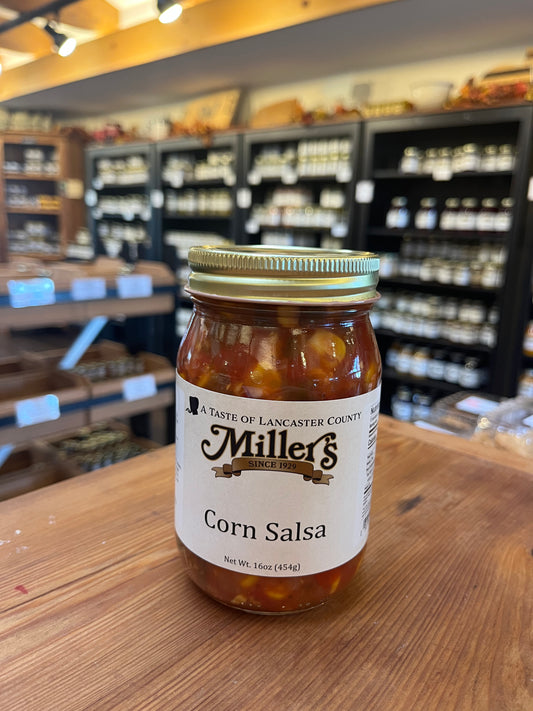 A Taste of Lancaster County
Miller's
SINCE 1929
Corn Salsa
Net Wt. 16oz (454g)